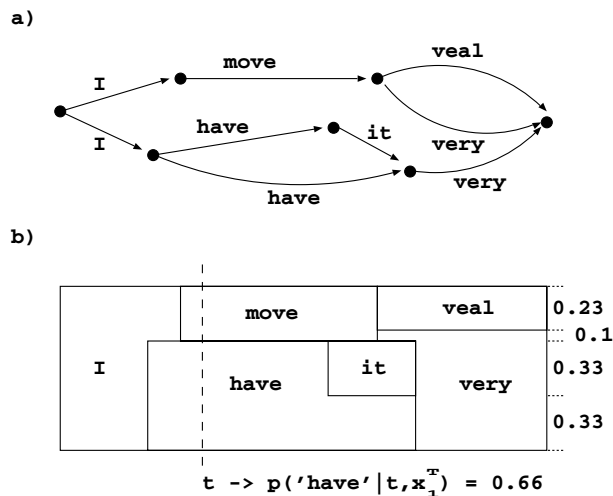 a)
veal
move
I
I
have
it
very
very
have
b)
move
veal
0.23
0.1
I
have
it
very
0.33
0.33
t -> p('have'|t,x_1^T) = 0.66